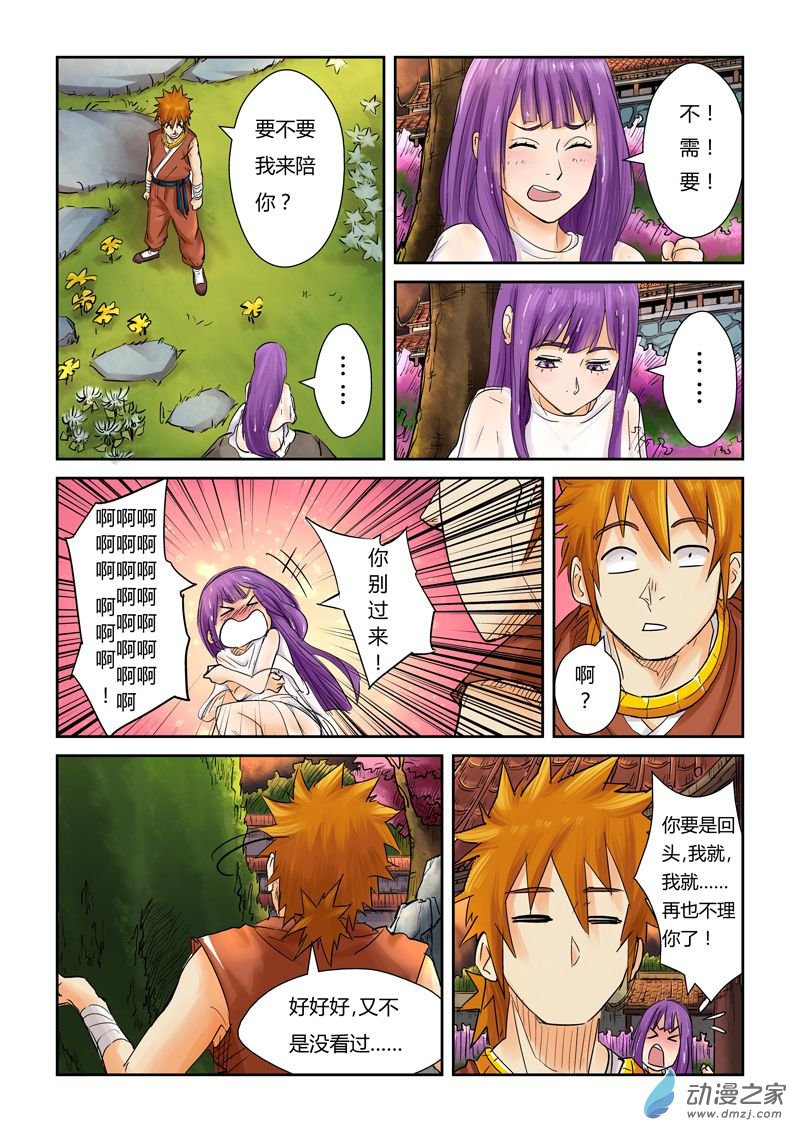 要不要
我来陪
你？
……
不！
需！
要！
……
啊啊啊啊啊啊啊
啊啊啊啊啊啊啊啊
啊啊啊啊啊啊！
你别过来！
啊？
好好好，又不
是没看过……
你要是回
头，我就，
我就……
再也不理
你了！
动漫之家
www.dmzj.com